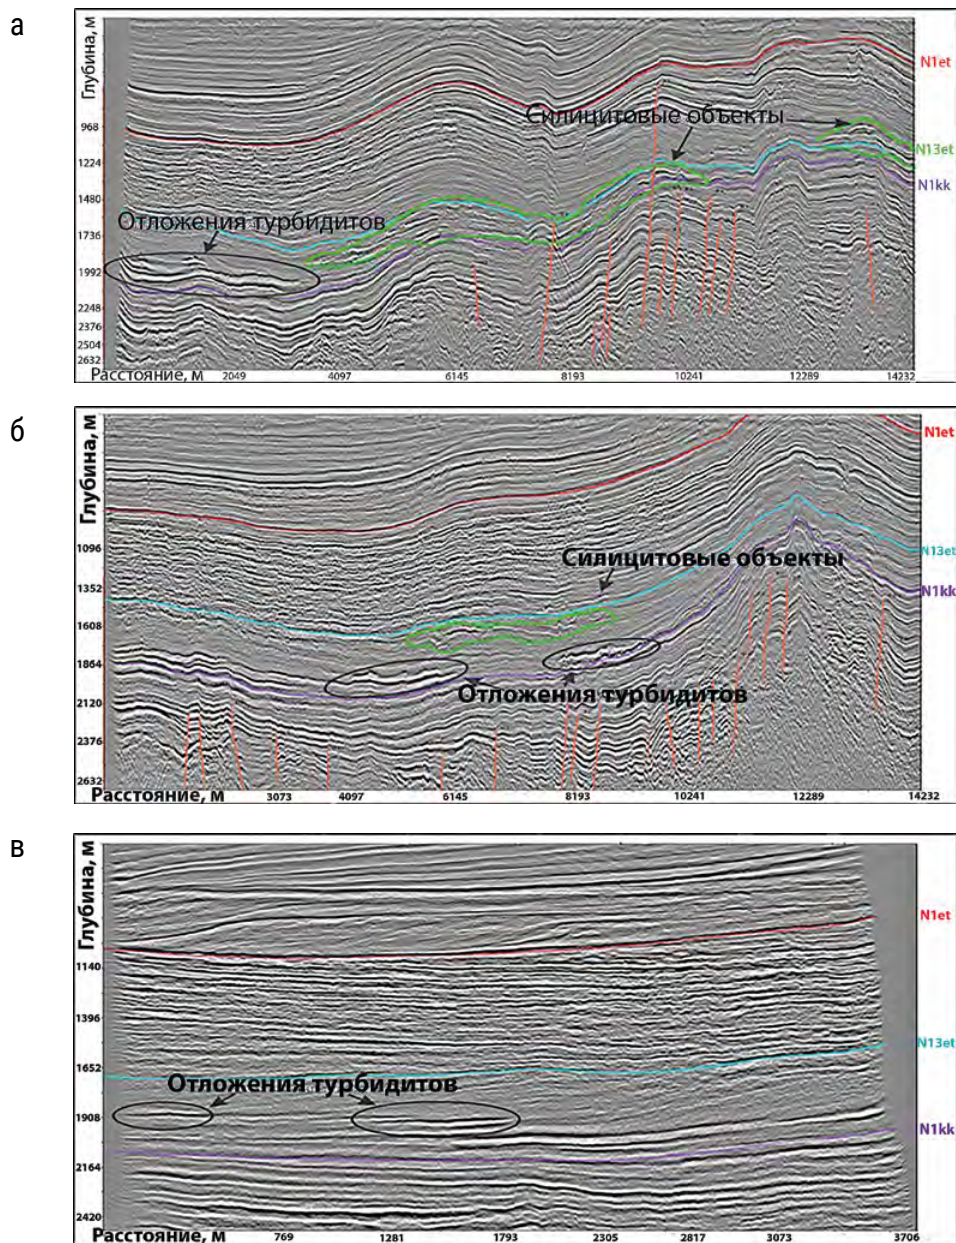 а
Глубина, м
N1et
Силицитовые объекты
968
N13et
1224
N1kk
1480
Отложения турбидитов
1736
1992
2248
2376
2504
2632
Расстояние, м 2049 4097 6145 8193 10241 12289 14232
б
Глубина, м
N1et
1096
N13et
Силицитовые объекты
1352
N1kk
1608
1864
Отложения турбидитов
2120
2376
2632
Расстояние, м 3073 4097 6145 8193 10241 12289 14232
в
Глубина, м
N1et
1140
1396
N13et
1652
Отложения турбидитов
1908
N1kk
2164
2420
Расстояние, м 769 1281 1793 2305 2817 3073 3706